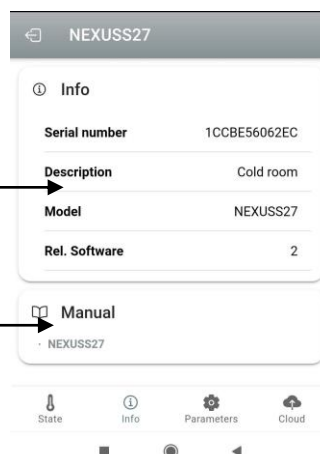 NEXUSS27
Info
Serial number 1CCBE56062EC
Description Cold room
Model NEXUSS27
Rel. Software 2
Manual
· NEXUSS27
State Info Parameters Cloud